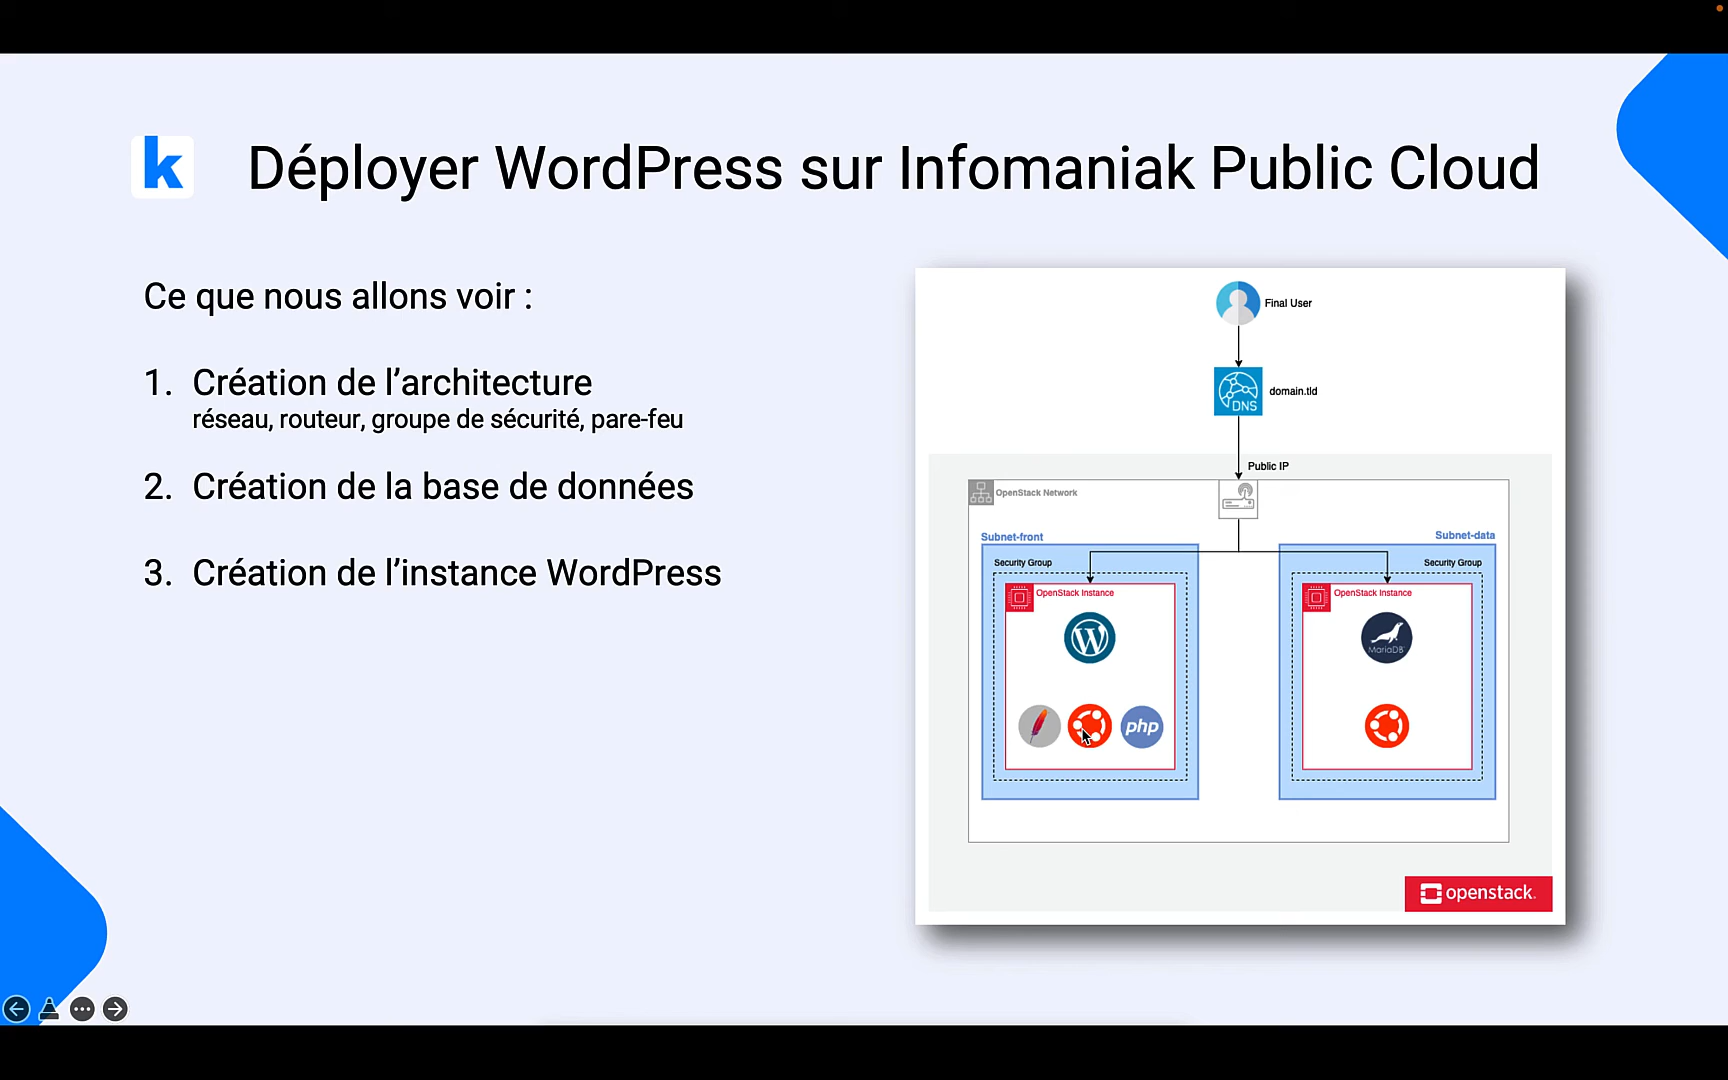 k Déployer WordPress sur Infomaniak Public Cloud
Ce que nous allons voir :
1. Création de l’architecture
réseau, routeur, groupe de sécurité, pare-feu
2. Création de la base de données
3. Création de l’instance WordPress
Final User
DNS domain.tld
Public IP
OpenStack Network
Subnet-front
Subnet-data
Security Group
Security Group
OpenStack Instance
OpenStack Instance
W
MariaDB
php
openstack.